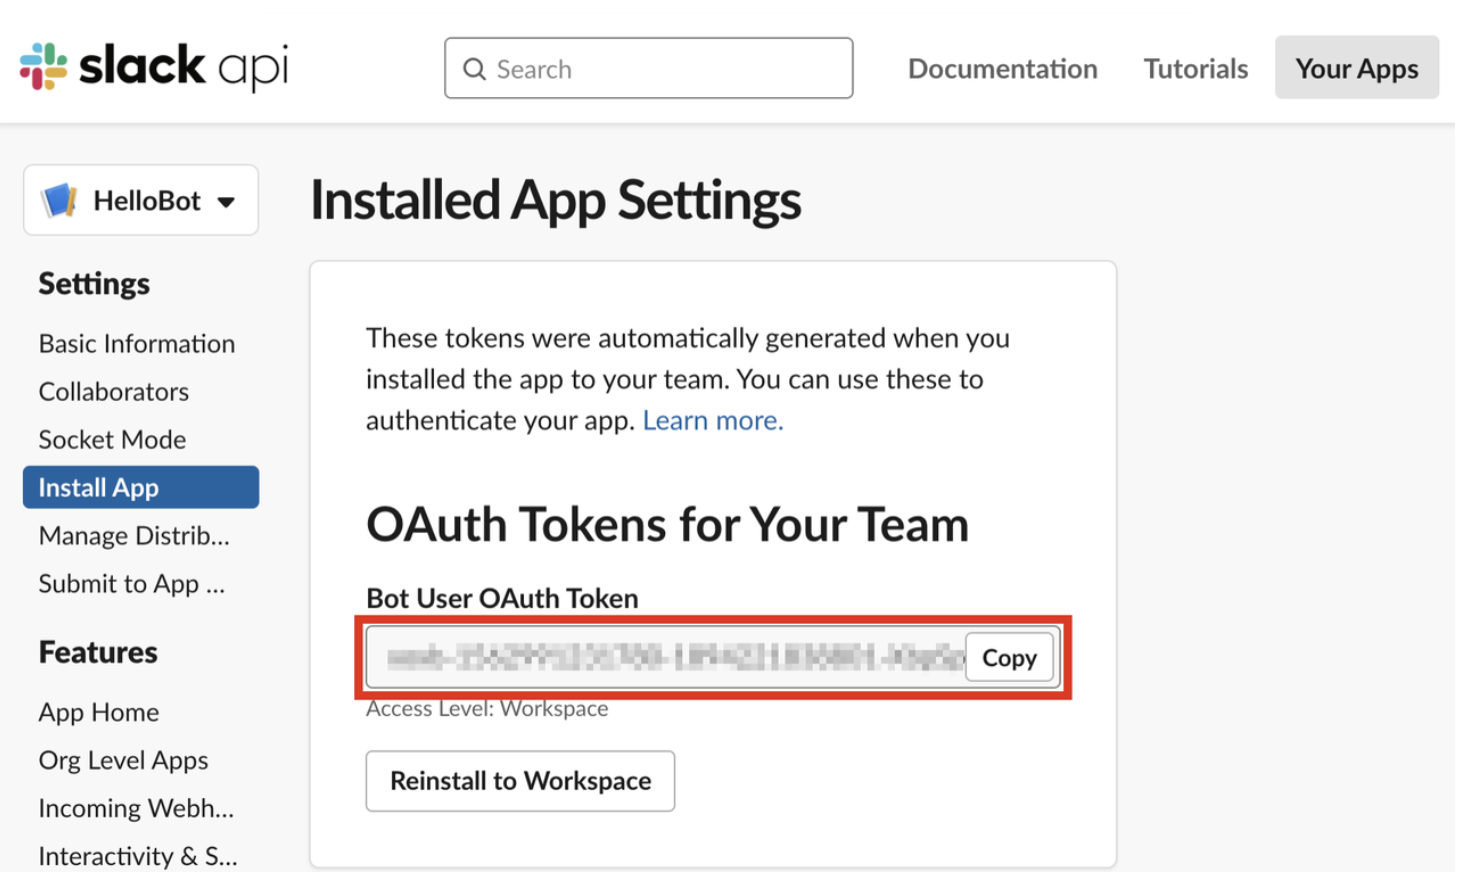 slack api
Search
Documentation
Tutorials
Your Apps
HelloBot
Installed App Settings
Settings
Basic Information
Collaborators
Socket Mode
Install App
Manage Distrib...
Submit to App ...
Features
App Home
Org Level Apps
Incoming Webh...
Interactivity & S...
These tokens were automatically generated when you
installed the app to your team. You can use these to
authenticate your app. Learn more.
OAuth Tokens for Your Team
Bot User OAuth Token
Copy
Access Level: Workspace
Reinstall to Workspace